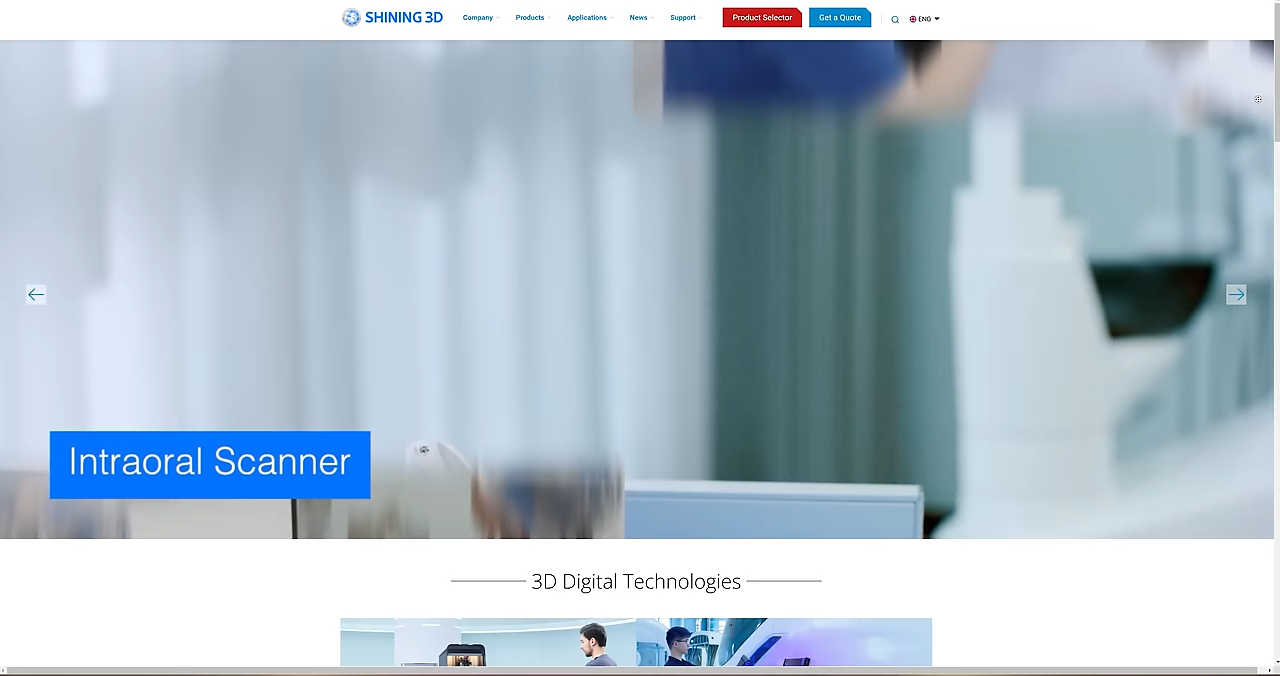 SHINING 3D
Company
Products
Applications
News
Support
Product Selector
Get a Quote
ENG
Intraoral Scanner
3D Digital Technologies